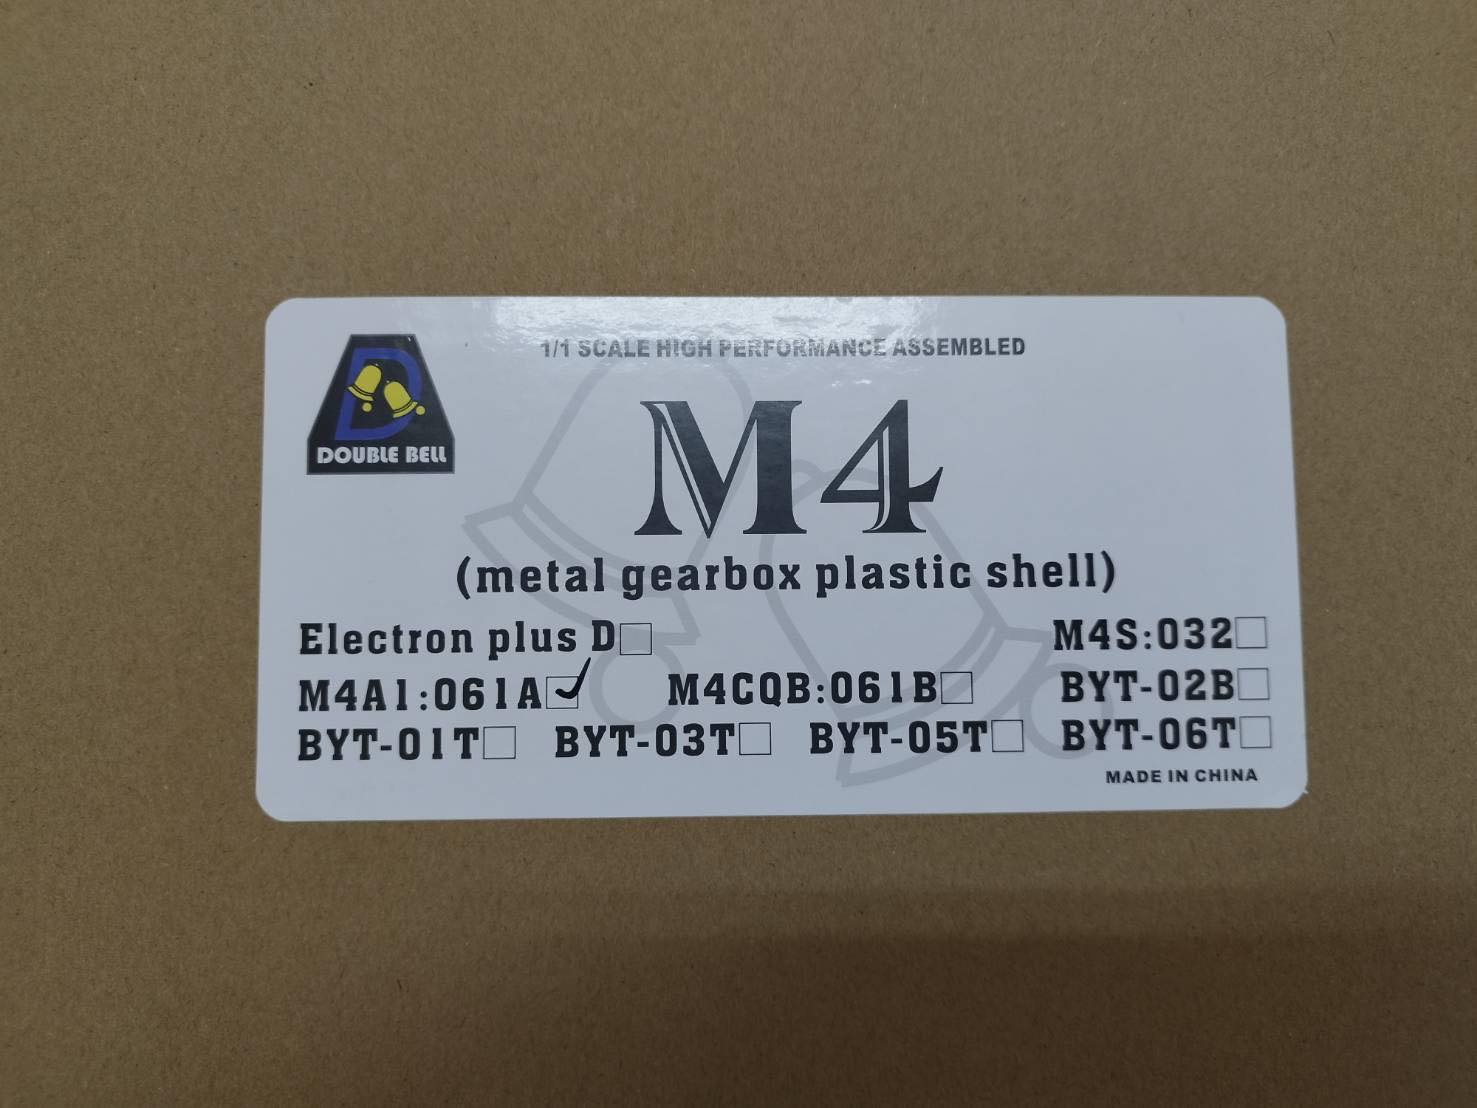 1/1 SCALE HIGH PERFORMANCE ASSEMBLED
DOUBLE BELL
M4
(metal gearbox plastic shell)
Electron plus D□ M4S:032□
M4A1:061A☑ M4CQB:061B□ BYT-02B□
BYT-01T□ BYT-03T□ BYT-05T□ BYT-06T□
MADE IN CHINA